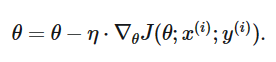 θ = θ − η · ∇θJ(θ; x(i); y(i)).